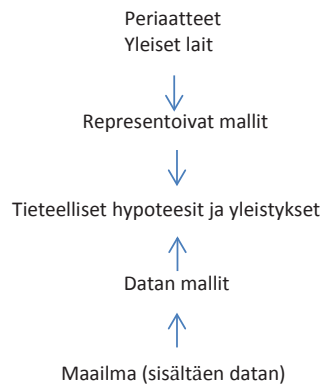 Periaatteet
Yleiset lait
Representoivat mallit
Tieteelliset hypoteesit ja yleistykset
Datan mallit
Maailma (sisältäen datan)